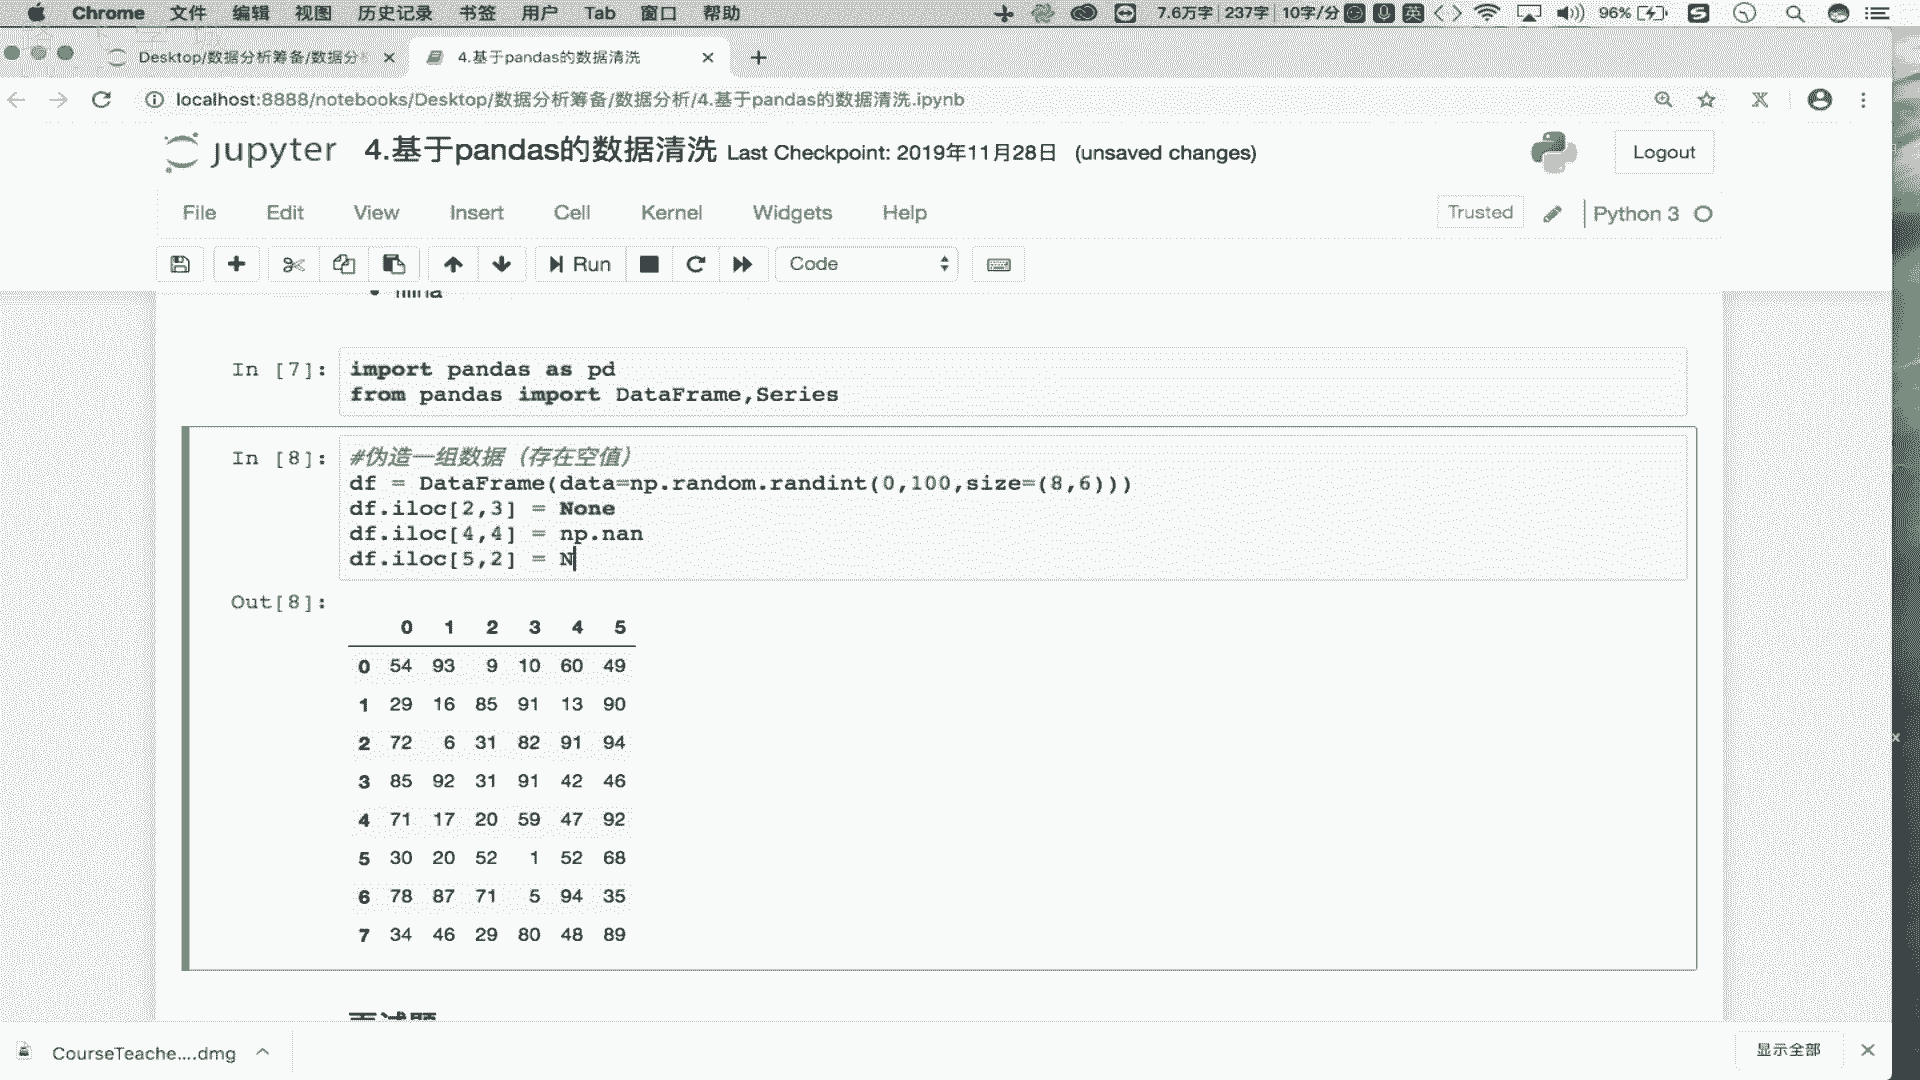 Chrome 文件 编辑 视图 历史记录 书签 用户 Tab 窗口 帮助 7.6万字 237字 10字/分 英 96%
Desktop/数据分析筹备/数据分 4.基于pandas的数据清洗
localhost:8888/notebooks/Desktop/数据分析筹备/数据分析/4.基于pandas的数据清洗.ipynb
jupyter 4.基于pandas的数据清洗 Last Checkpoint: 2019年11月28日 (unsaved changes) Logout
File Edit View Insert Cell Kernel Widgets Help Trusted Python 3
Run Code
In [7]: import pandas as pd
from pandas import DataFrame,Series
In [8]: #伪造一组数据（存在空值）
df = DataFrame(data=np.random.randint(0,100,size=(8,6)))
df.iloc[2,3] = None
df.iloc[4,4] = np.nan
df.iloc[5,2] = N
Out[8]:
0 1 2 3 4 5
0 54 93 9 10 60 49
1 29 16 85 91 13 90
2 72 6 31 82 91 94
3 85 92 31 91 42 46
4 71 17 20 59 47 92
5 30 20 52 1 52 68
6 78 87 71 5 94 35
7 34 46 29 80 48 89
CourseTeache....dmg 显示全部